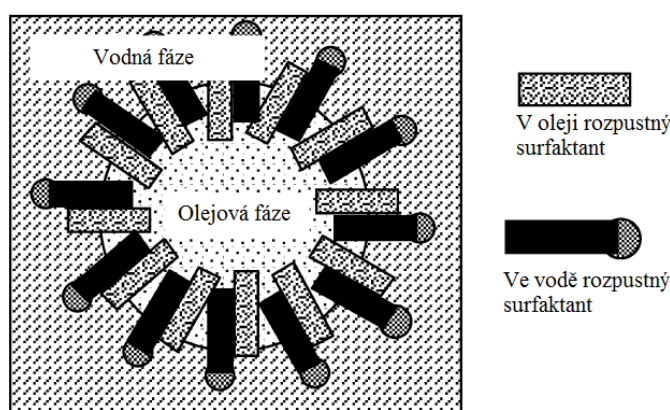 Vodná fáze
Olejová fáze
V oleji rozpustný
surfaktant
Ve vodě rozpustný
surfaktant